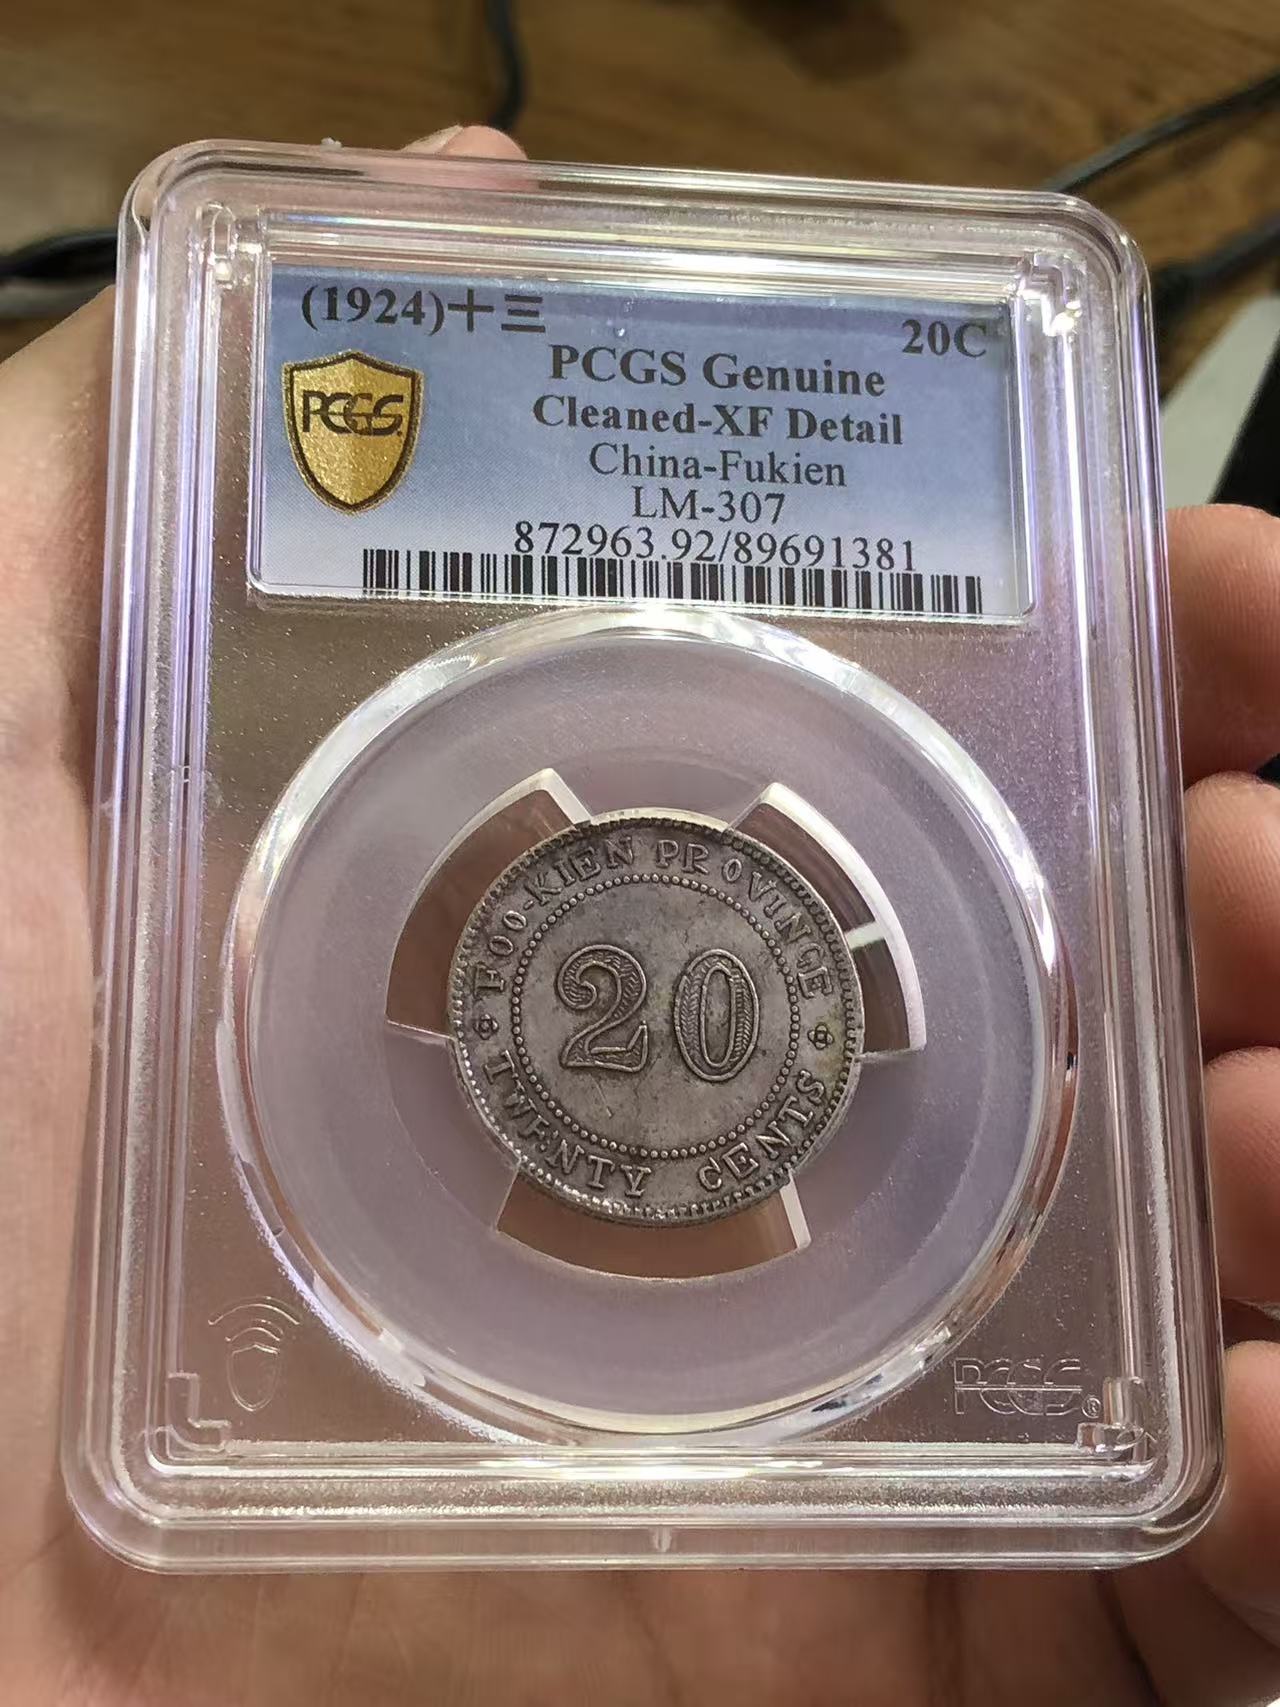 (1924)十三
20C
PCGS Genuine
PCGS
Cleaned-XF Detail
China-Fukien
LM-307
872963.92/89691381
FOO-KIEN PROVINCE
20
TWENTY CENTS
PCGS®